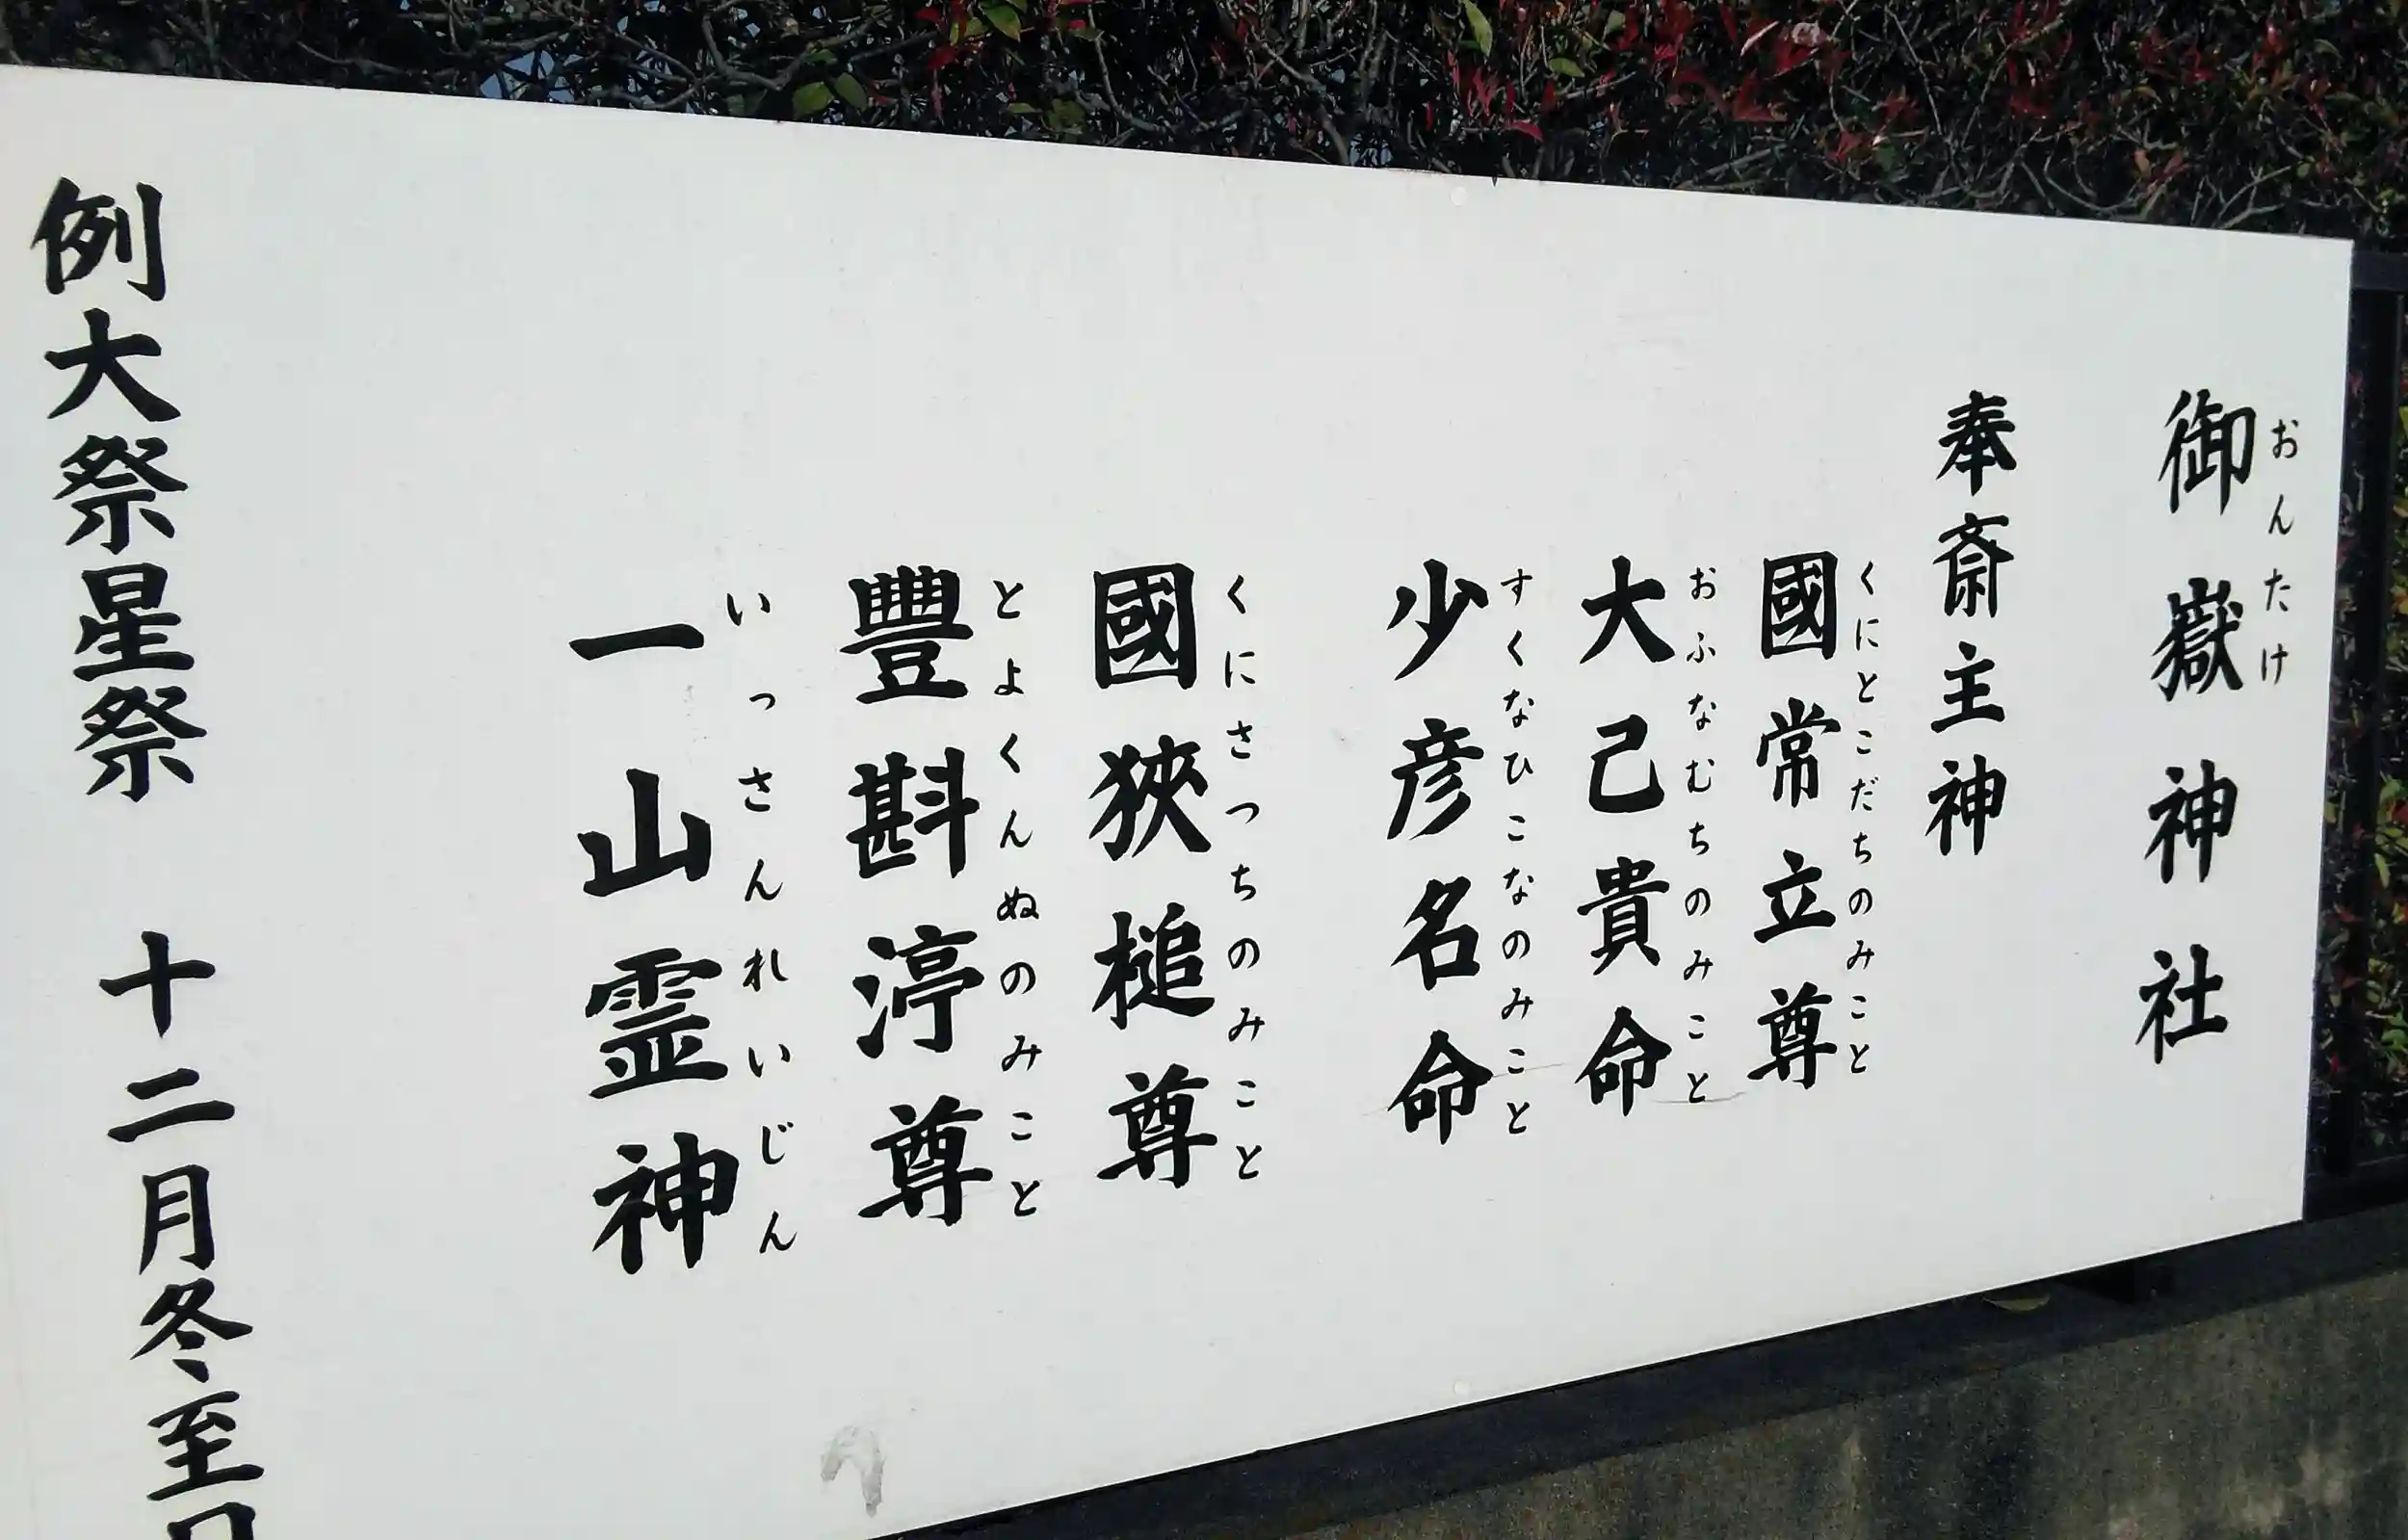 御嶽神社
おんたけ
奉斎主神
國常立尊
くにとこだちのみこと
大己貴命
おふなむちのみこと
少彦名命
すくなひこなのみこと
國狹槌尊
くにさつちのみこと
豐斟渟尊
とよくんぬのみこと
一山霊神
いっさんれいじん
例大祭星祭 十二月冬至日